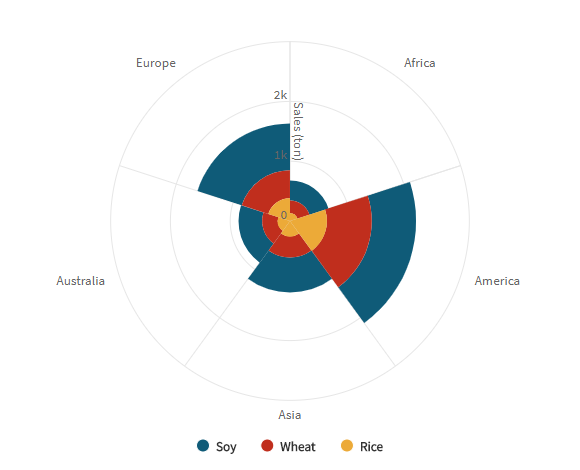 Europe
Africa
2k
Sales (ton)
1k
0
Australia
America
Asia
Soy
Wheat
Rice